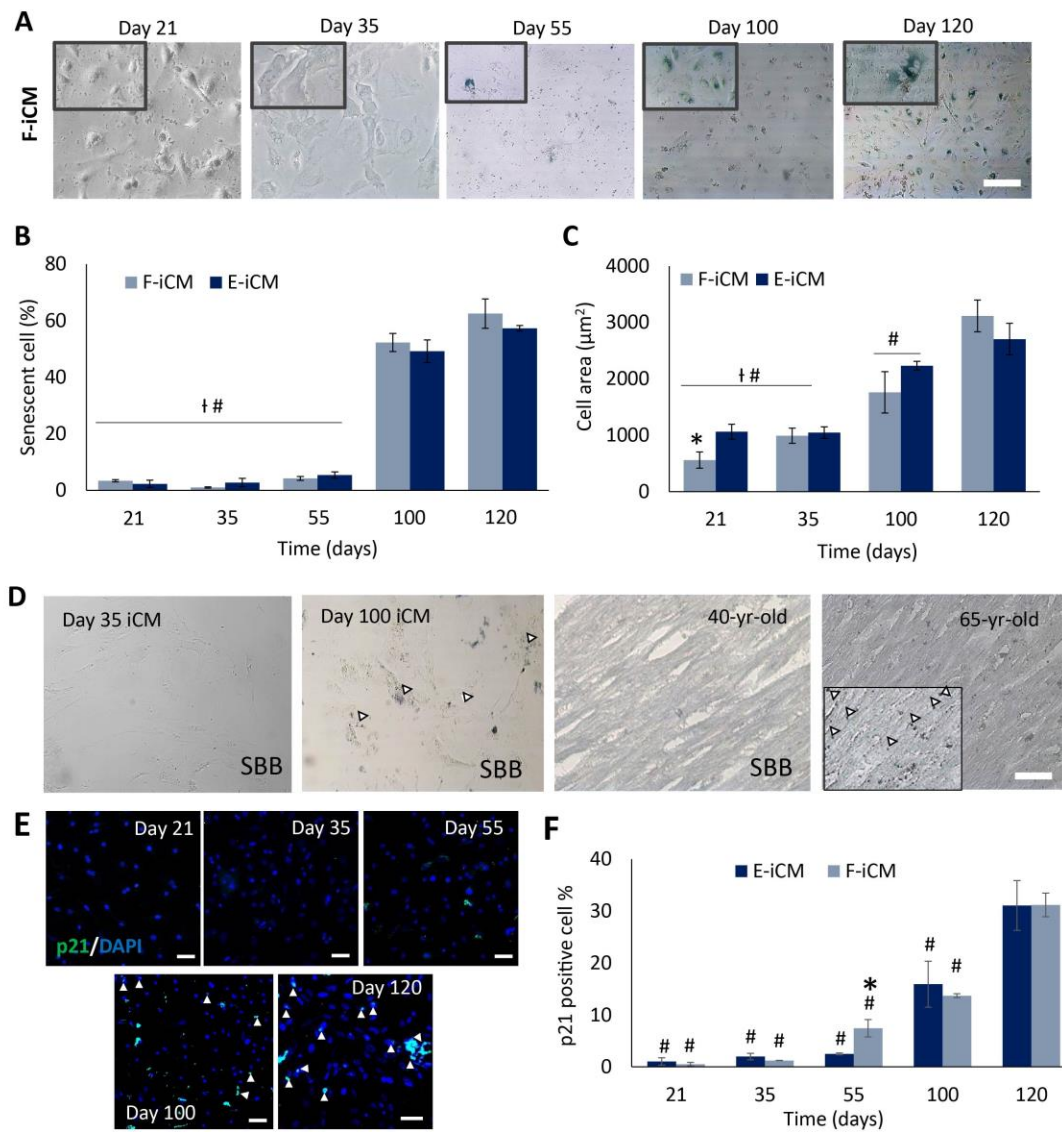 A
Day 21
Day 35
Day 55
Day 100
Day 120
F-iCM
B
Senescent cell (%)
80
60
40
20
0
F-iCM
E-iCM
ƚ #
21
35
55
100
120
Time (days)
C
Cell area (µm²)
4000
3000
2000
1000
0
F-iCM
E-iCM
*
ƚ #
#
21
35
100
120
Time (days)
D
Day 35 iCM
SBB
Day 100 iCM
SBB
40-yr-old
SBB
65-yr-old
E
Day 21
p21/DAPI
Day 35
Day 55
Day 100
Day 120
F
p21 positive cell %
40
30
20
10
0
E-iCM
F-iCM
# #
# #
# * #
# #
21
35
55
100
120
Time (days)